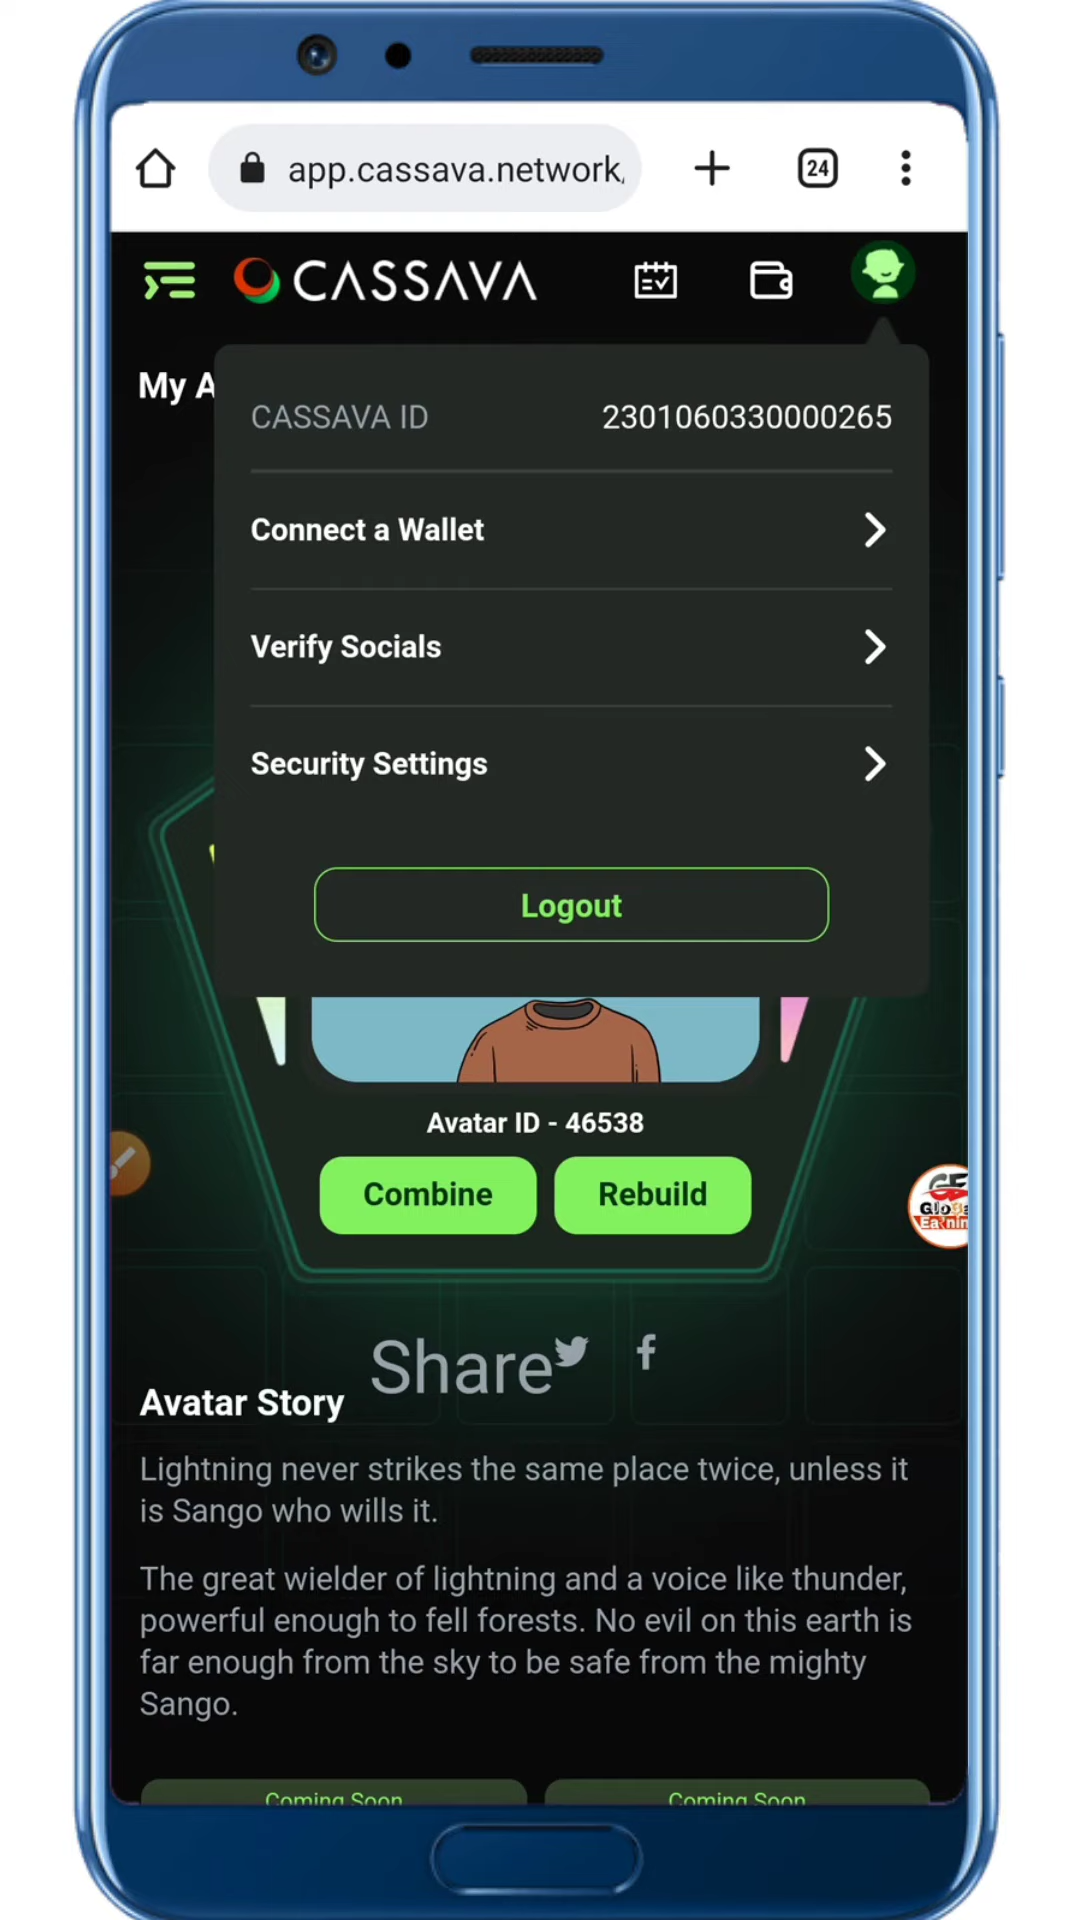 app.cassava.network
24
CASSAVA
My A
CASSAVA ID 2301060330000265
Connect a Wallet
Verify Socials
Security Settings
Logout
Avatar ID - 46538
Combine Rebuild
Share
Avatar Story
Lightning never strikes the same place twice, unless it
is Sango who wills it.
The great wielder of lightning and a voice like thunder,
powerful enough to fell forests. No evil on this earth is
far enough from the sky to be safe from the mighty
Sango.
Coming Soon Coming Soon